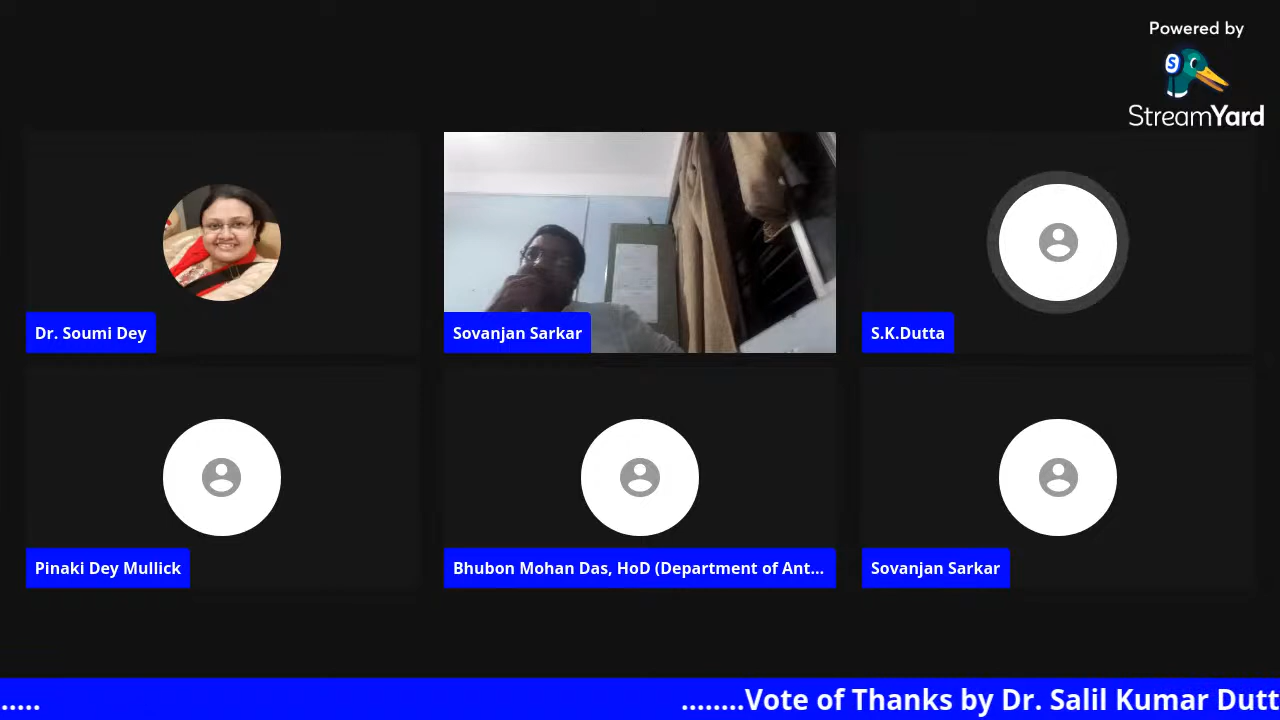 Powered by
S
StreamYard
Dr. Soumi Dey
Sovanjan Sarkar
S.K.Dutta
Pinaki Dey Mullick
Bhubon Mohan Das, HoD (Department of Ant...
Sovanjan Sarkar
..... ........Vote of Thanks by Dr. Salil Kumar Dutt